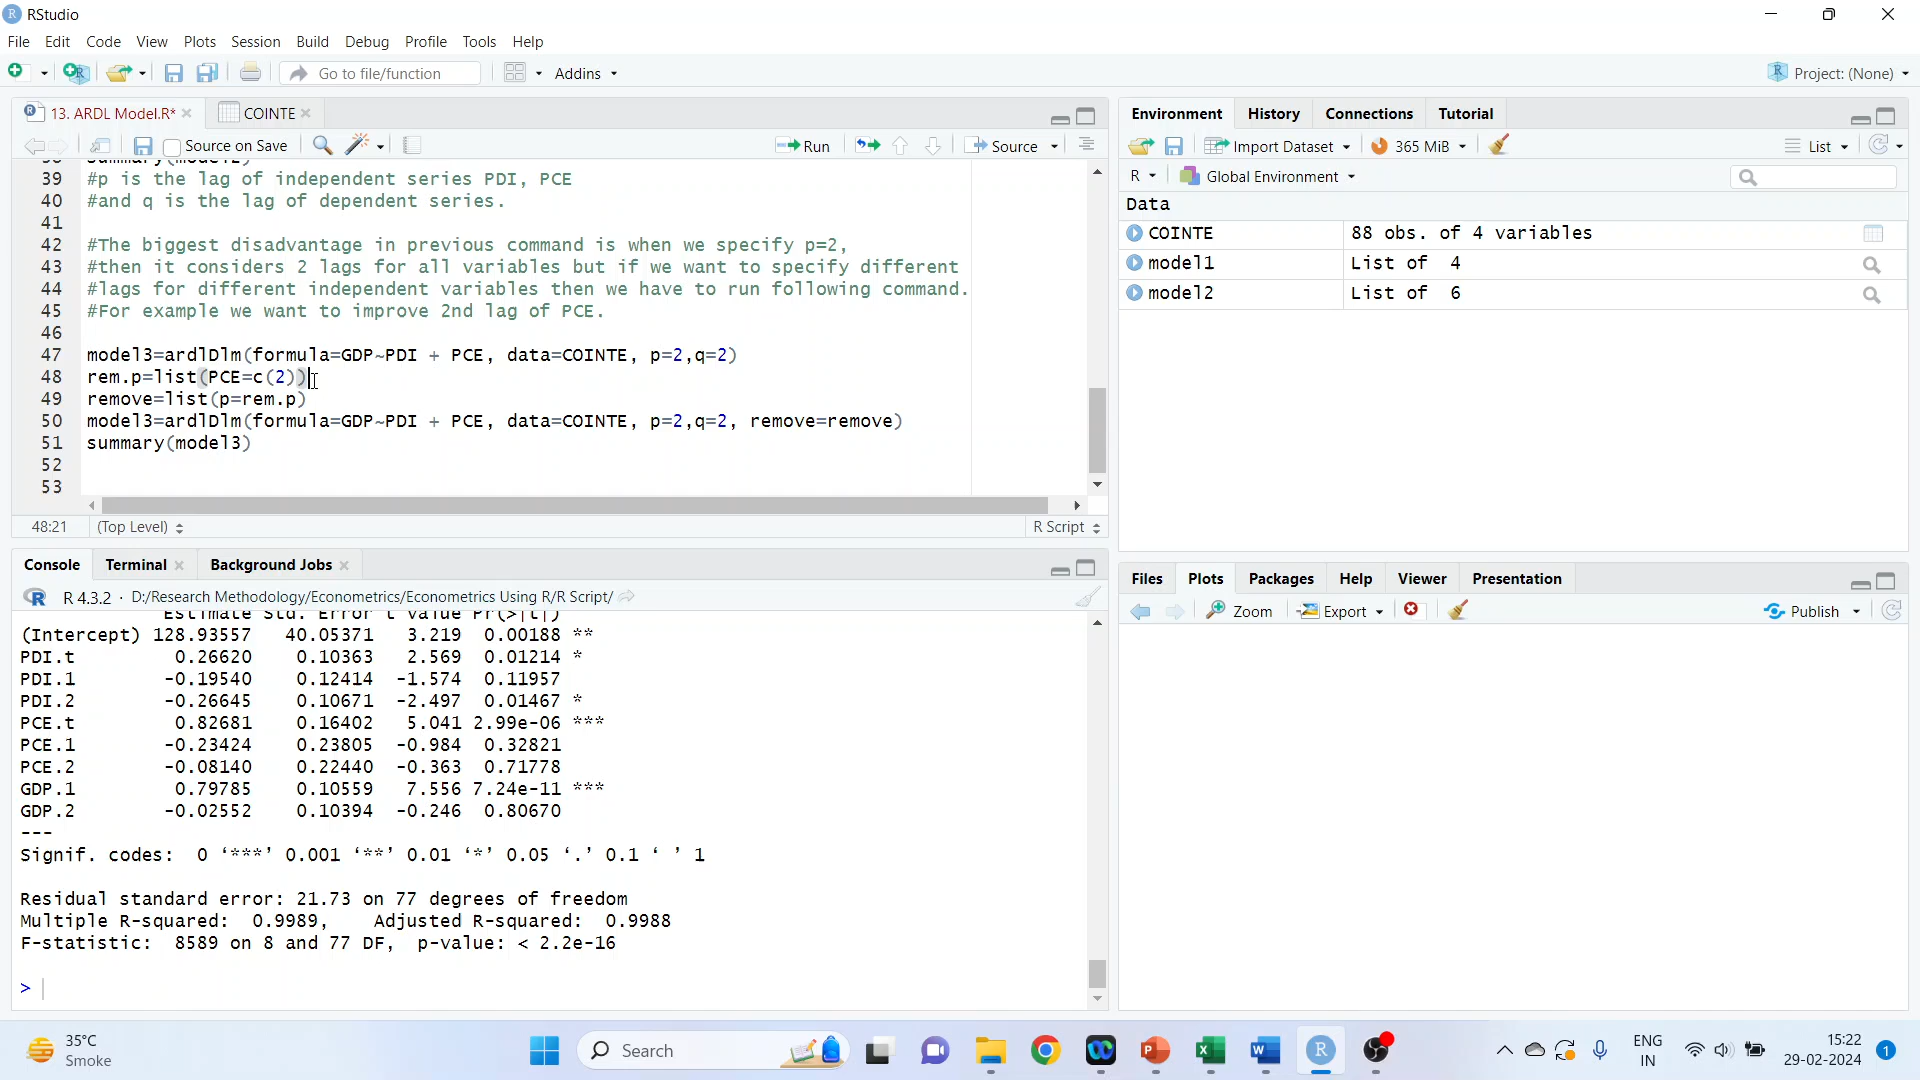 RStudio
File Edit Code View Plots Session Build Debug Profile Tools Help
Go to file/function Addins Project: (None)
13. ARDL Model.R* COINTE
Source on Save Run Source
38 summary(model2)
39 #p is the lag of independent series PDI, PCE
40 #and q is the lag of dependent series.
41
42 #The biggest disadvantage in previous command is when we specify p=2,
43 #then it considers 2 lags for all variables but if we want to specify different
44 #lags for different independent variables then we have to run following command.
45 #For example we want to improve 2nd lag of PCE.
46
47 model3=ardlDlm(formula=GDP~PDI + PCE, data=COINTE, p=2,q=2)
48 rem.p=list(PCE=c(2))
49 remove=list(p=rem.p)
50 model3=ardlDlm(formula=GDP~PDI + PCE, data=COINTE, p=2,q=2, remove=remove)
51 summary(model3)
52
53
48:21 (Top Level) R Script
Console Terminal Background Jobs
R 4.3.2 · D:/Research Methodology/Econometrics/Econometrics Using R/R Script/
Estimate Std. Error t value Pr(>|t|)
(Intercept) 128.93557 40.05371 3.219 0.00188 **
PDI.t 0.26620 0.10363 2.569 0.01214 *
PDI.1 -0.19540 0.12414 -1.574 0.11957
PDI.2 -0.26645 0.10671 -2.497 0.01467 *
PCE.t 0.82681 0.16402 5.041 2.99e-06 ***
PCE.1 -0.23424 0.23805 -0.984 0.32821
PCE.2 -0.08140 0.22440 -0.363 0.71778
GDP.1 0.79785 0.10559 7.556 7.24e-11 ***
GDP.2 -0.02552 0.10394 -0.246 0.80670
---
Signif. codes: 0 ‘***’ 0.001 ‘**’ 0.01 ‘*’ 0.05 ‘.’ 0.1 ‘ ’ 1
Residual standard error: 21.73 on 77 degrees of freedom
Multiple R-squared: 0.9989, Adjusted R-squared: 0.9988
F-statistic: 8589 on 8 and 77 DF, p-value: < 2.2e-16
>
Environment History Connections Tutorial
Import Dataset 365 MiB List
R Global Environment
Data
COINTE 88 obs. of 4 variables
model1 List of 4
model2 List of 6
Files Plots Packages Help Viewer Presentation
Zoom Export Publish
35°C
Smoke
Search
ENG
IN
15:22
29-02-2024
1